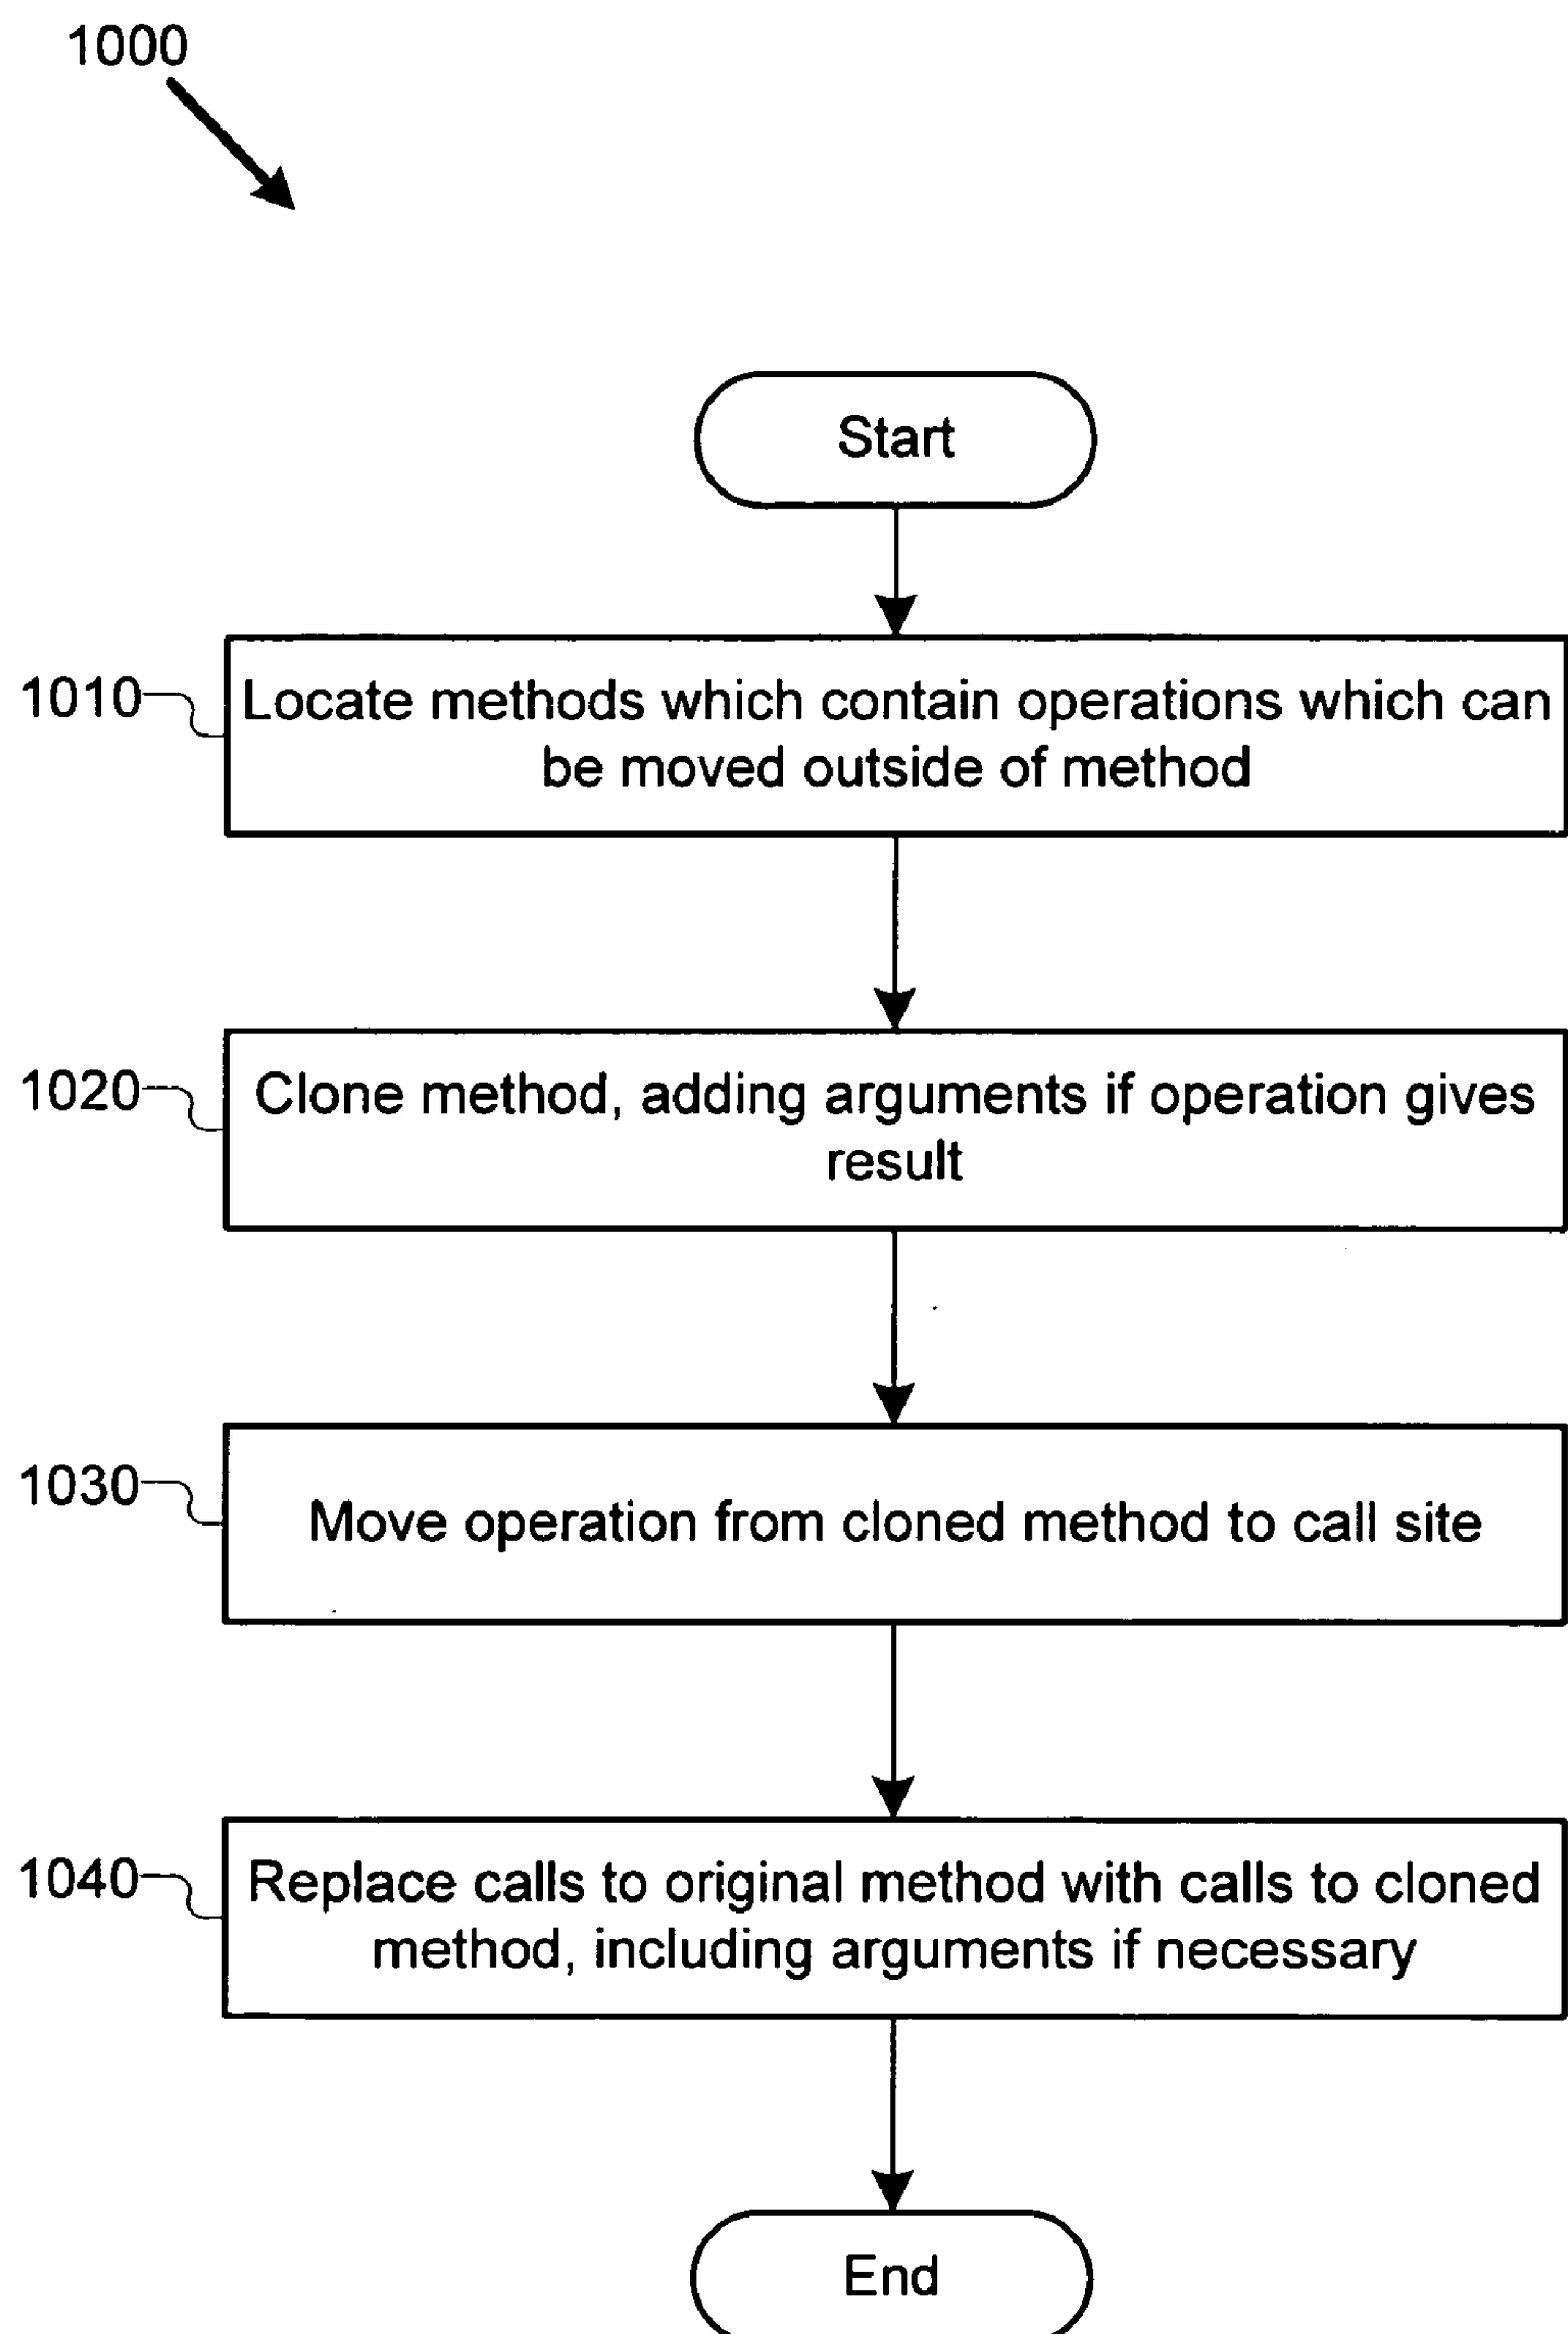 1000
Start
1010
Locate methods which contain operations which can
be moved outside of method
1020
Clone method, adding arguments if operation gives
result
1030
Move operation from cloned method to call site
1040
Replace calls to original method with calls to cloned
method, including arguments if necessary
End